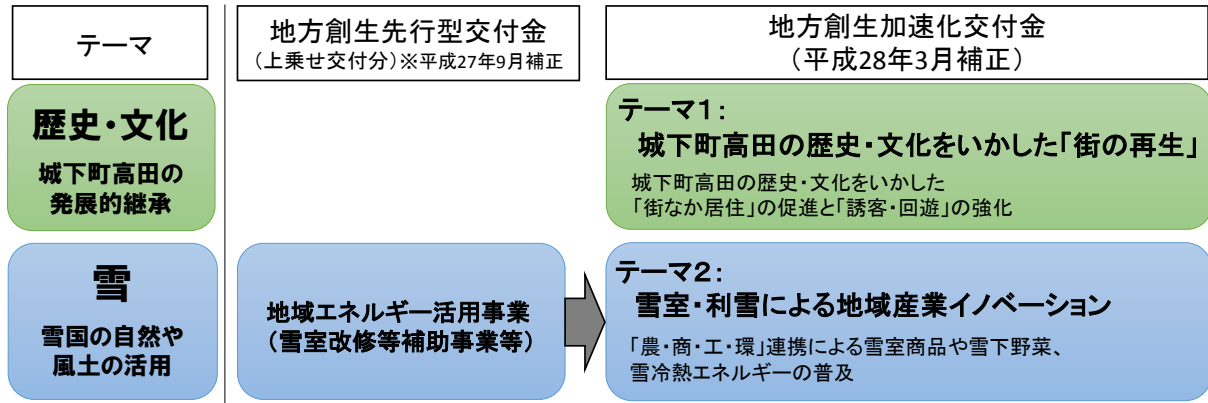 テーマ
地方創生先行型交付金
(上乗せ交付分)※平成27年9月補正
地方創生加速化交付金
(平成28年3月補正)
歴史・文化
城下町高田の
発展的継承
テーマ1:
城下町高田の歴史・文化をいかした「街の再生」
城下町高田の歴史・文化をいかした
「街なか居住」の促進と「誘客・回遊」の強化
雪
雪国の自然や
風土の活用
地域エネルギー活用事業
(雪室改修等補助事業等)
テーマ2:
雪室・利雪による地域産業イノベーション
「農・商・工・環」連携による雪室商品や雪下野菜、
雪冷熱エネルギーの普及